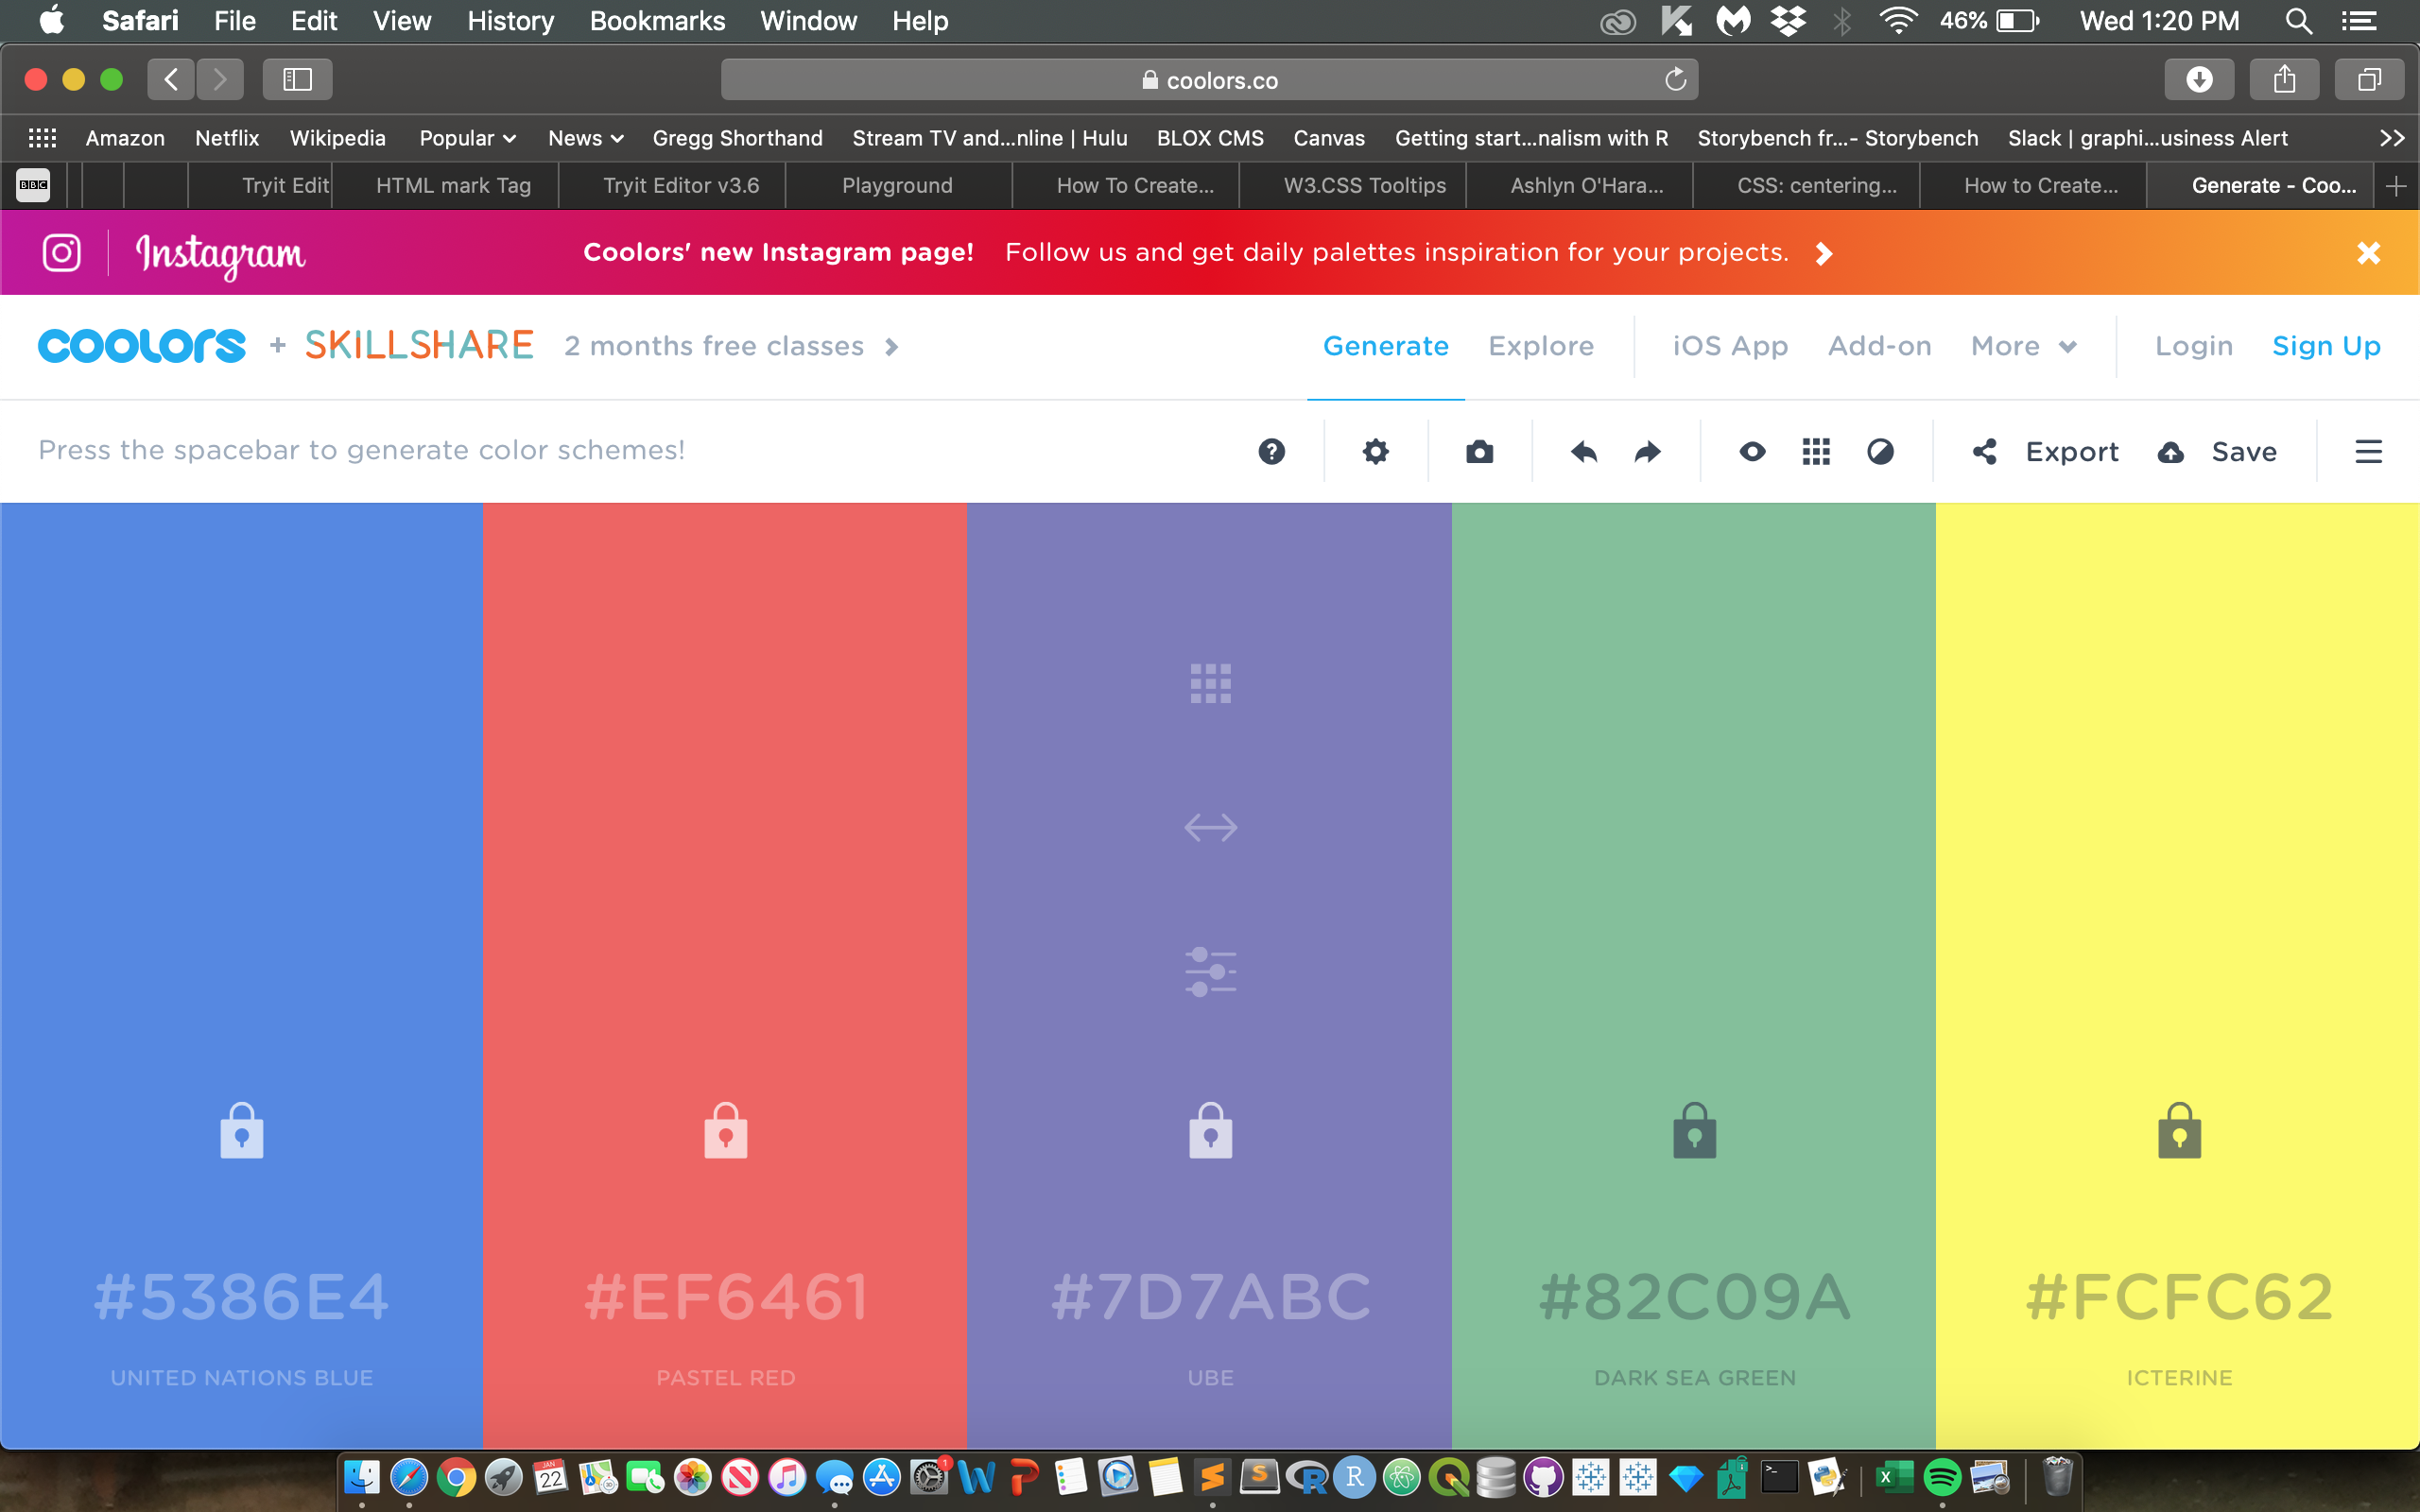 Safari File Edit View History Bookmarks Window Help 46% Wed 1:20 PM
coolors.co
Amazon Netflix Wikipedia Popular News Gregg Shorthand Stream TV and...nline | Hulu BLOX CMS Canvas Getting start...nalism with R Storybench fr...- Storybench Slack | graphi...usiness Alert
BBC Tryit Edit HTML mark Tag Tryit Editor v3.6 Playground How To Create... W3.CSS Tooltips Ashlyn O'Hara... CSS: centering... How to Create... Generate - Coo...
Instagram Coolors' new Instagram page! Follow us and get daily palettes inspiration for your projects.
coolors + SKILLSHARE 2 months free classes Generate Explore iOS App Add-on More Login Sign Up
Press the spacebar to generate color schemes! Export Save
#5386E4 #EF6461 #7D7ABC #82C09A #FCFC62
UNITED NATIONS BLUE PASTEL RED UBE DARK SEA GREEN ICTERINE
JAN
22
1